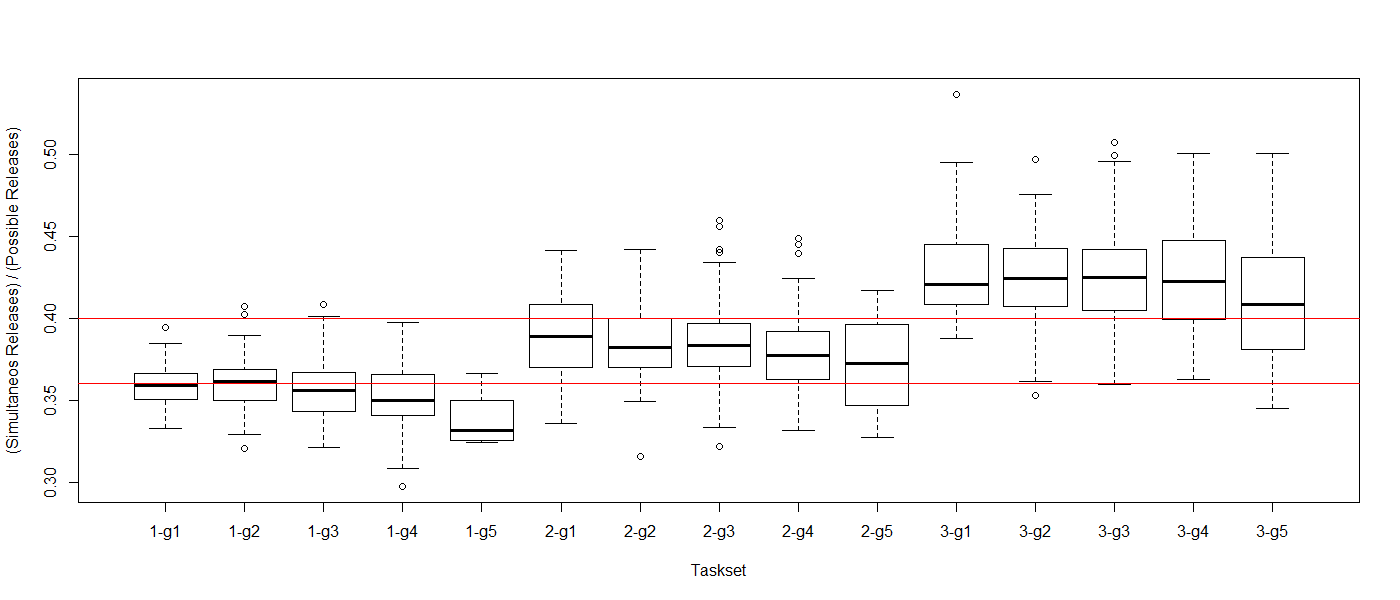 (Simultaneos Releases) / (Possible Releases)
0.50
0.45
0.40
0.35
0.30
1-g1 1-g2 1-g3 1-g4 1-g5 2-g1 2-g2 2-g3 2-g4 2-g5 3-g1 3-g2 3-g3 3-g4 3-g5
Taskset